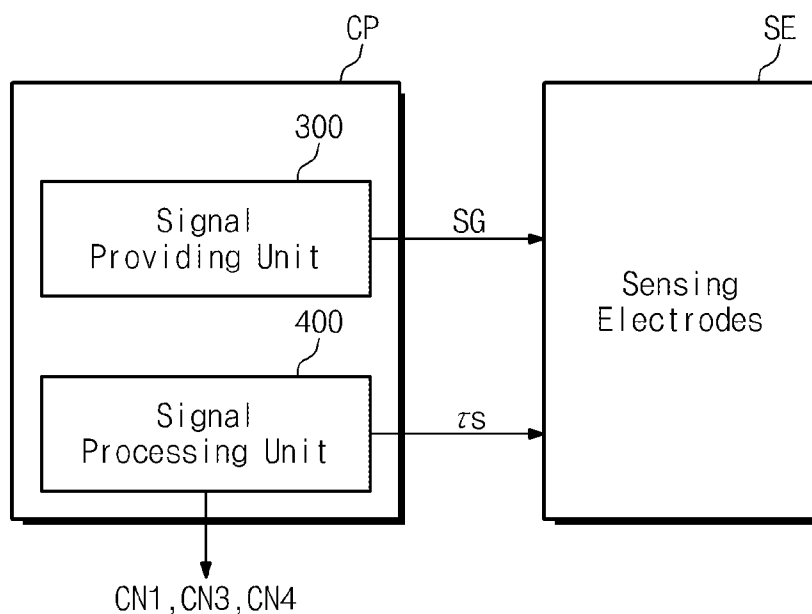 CP
SE
300
Signal
Providing Unit
SG
Sensing
Electrodes
400
Signal
Processing Unit
τs
CN1,CN3,CN4